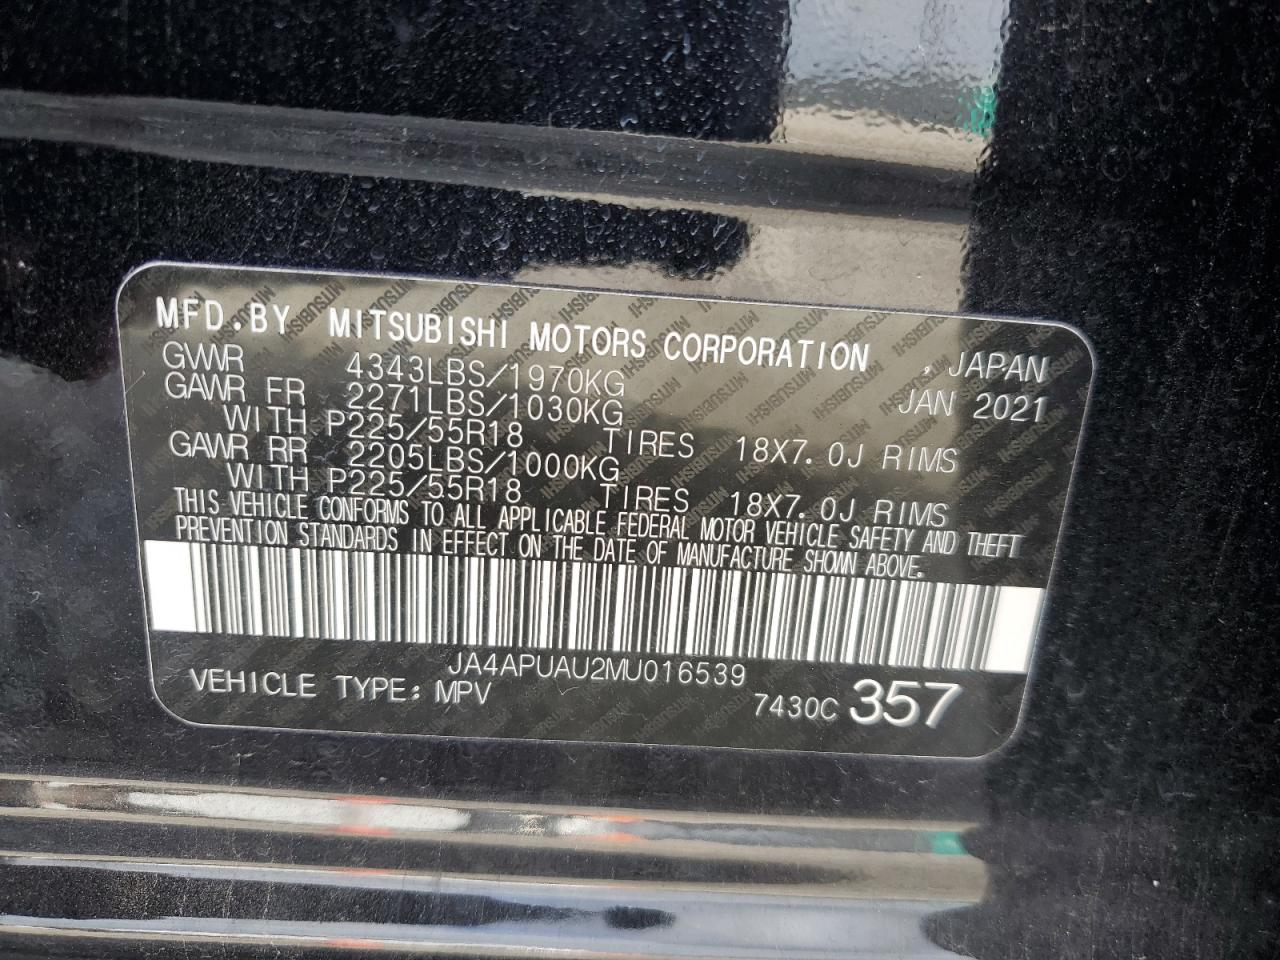 MFD.BY MITSUBISHI MOTORS CORPORATION , JAPAN
GVWR 4343LBS/1970KG JAN 2021
GAWR FR 2271LBS/1030KG
WITH P225/55R18 TIRES 18X7.0J RIMS
GAWR RR 2205LBS/1000KG
WITH P225/55R18 TIRES 18X7.0J RIMS
THIS VEHICLE CONFORMS TO ALL APPLICABLE FEDERAL MOTOR VEHICLE SAFETY AND THEFT
PREVENTION STANDARDS IN EFFECT ON THE DATE OF MANUFACTURE SHOWN ABOVE.
JA4APUAU2MU016539
VEHICLE TYPE: MPV 7430C 357